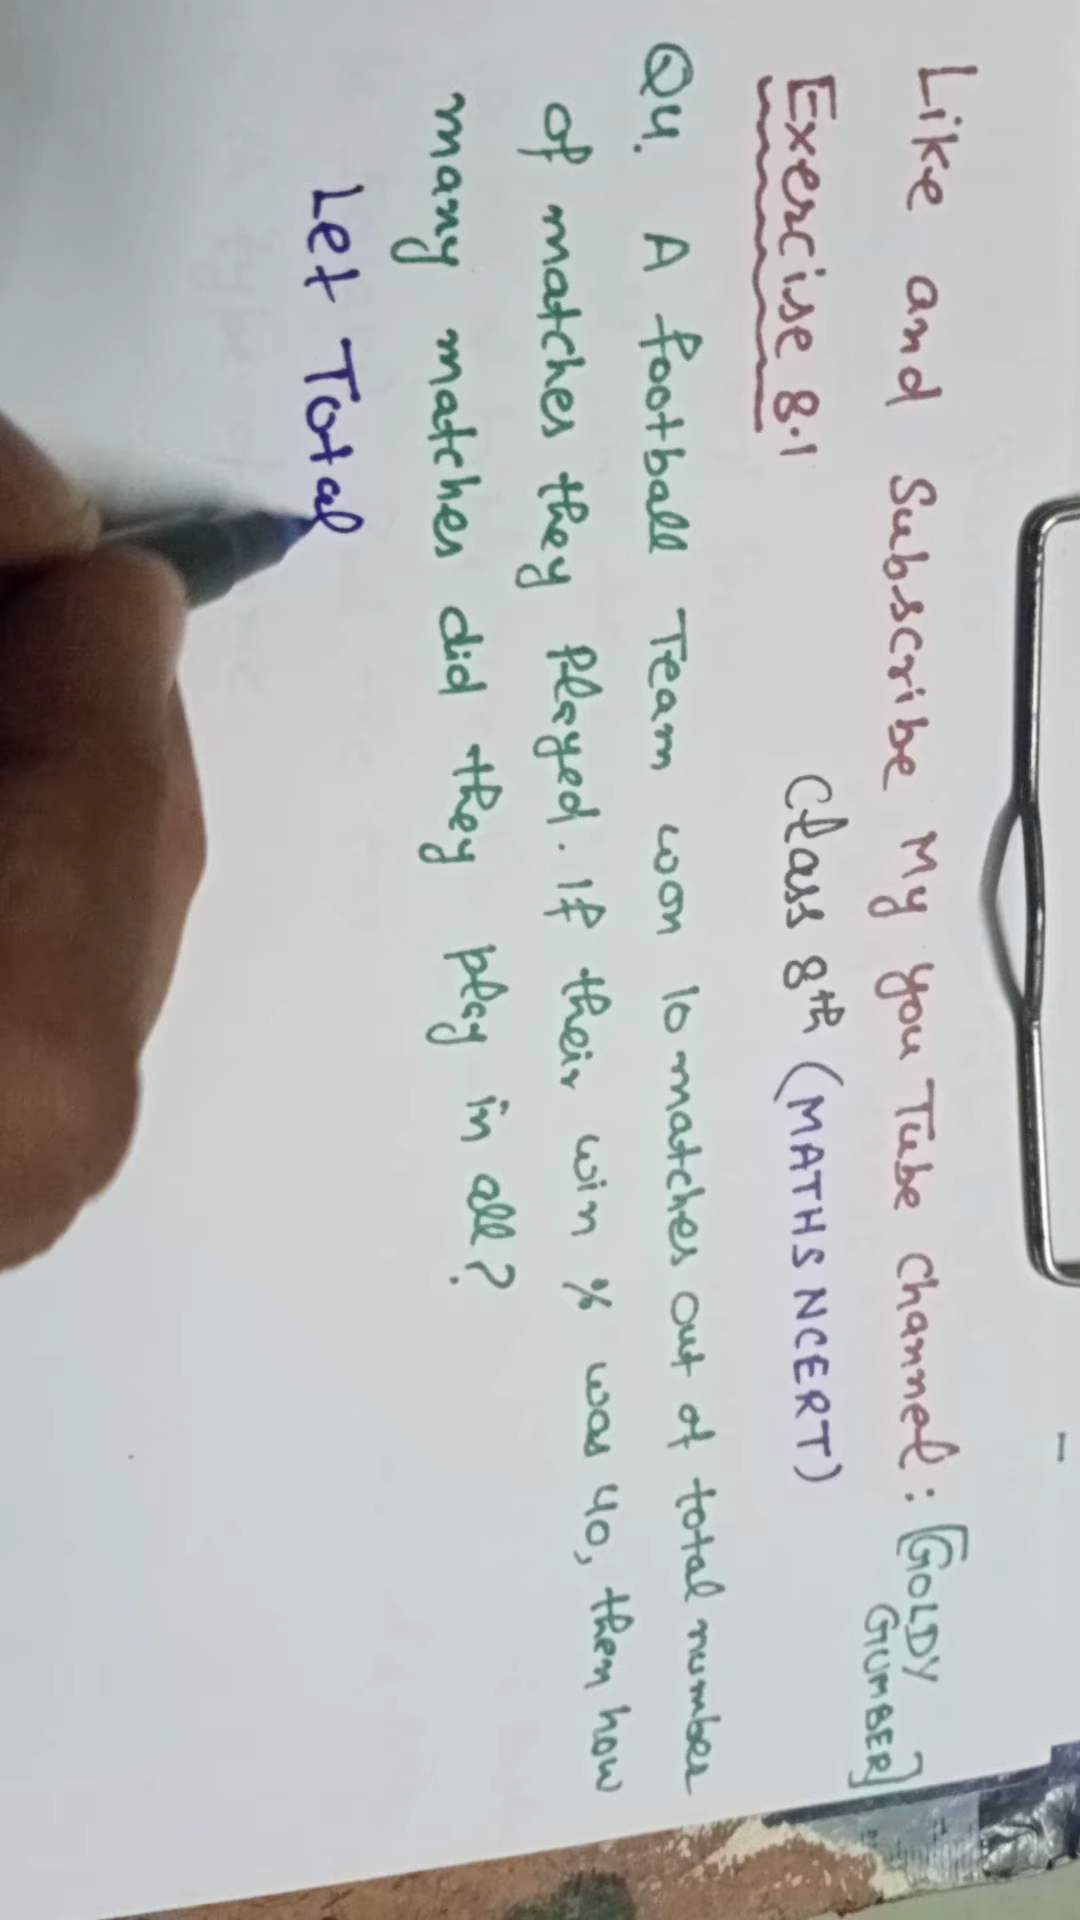 Like and Subscribe My you Tube channel: [GOLDY
GUMBER]
Exercise 8.1 Class 8th (MATHS NCERT)
Q4. A football Team won 10 matches out of total number
of matches they played. If their win % was 40, then how
many matches did they play in all?
Let Total